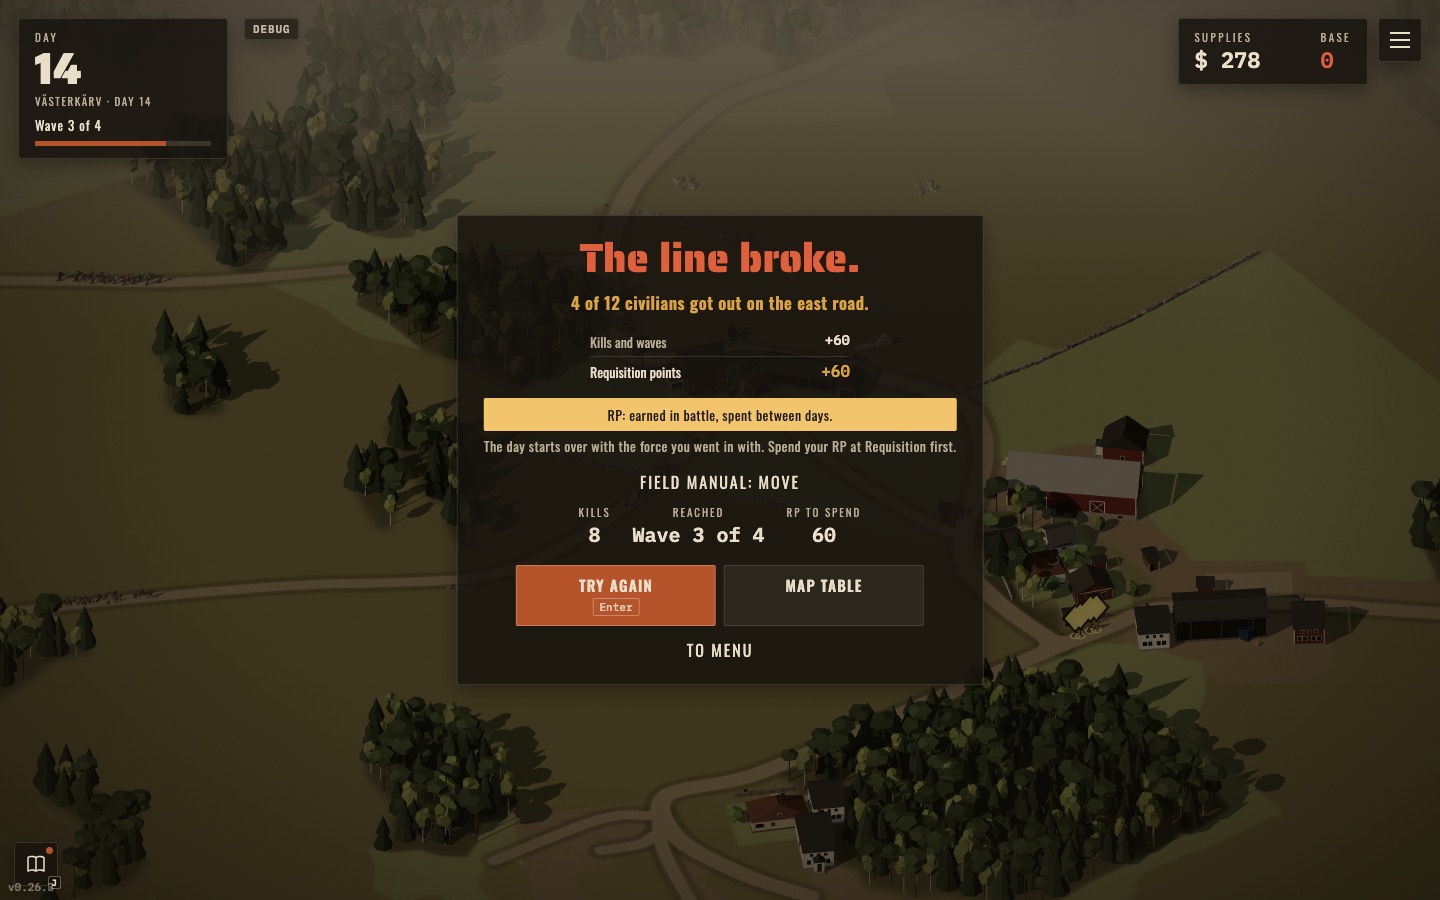 DAY
14
VÄSTERKÄRV · DAY 14
Wave 3 of 4
DEBUG
SUPPLIES
BASE
$ 278
0
The line broke.
4 of 12 civilians got out on the east road.
Kills and waves
+60
Requisition points
+60
RP: earned in battle, spent between days.
The day starts over with the force you went in with. Spend your RP at Requisition first.
FIELD MANUAL: MOVE
KILLS
REACHED
RP TO SPEND
8
Wave 3 of 4
60
TRY AGAIN
Enter
MAP TABLE
TO MENU
J